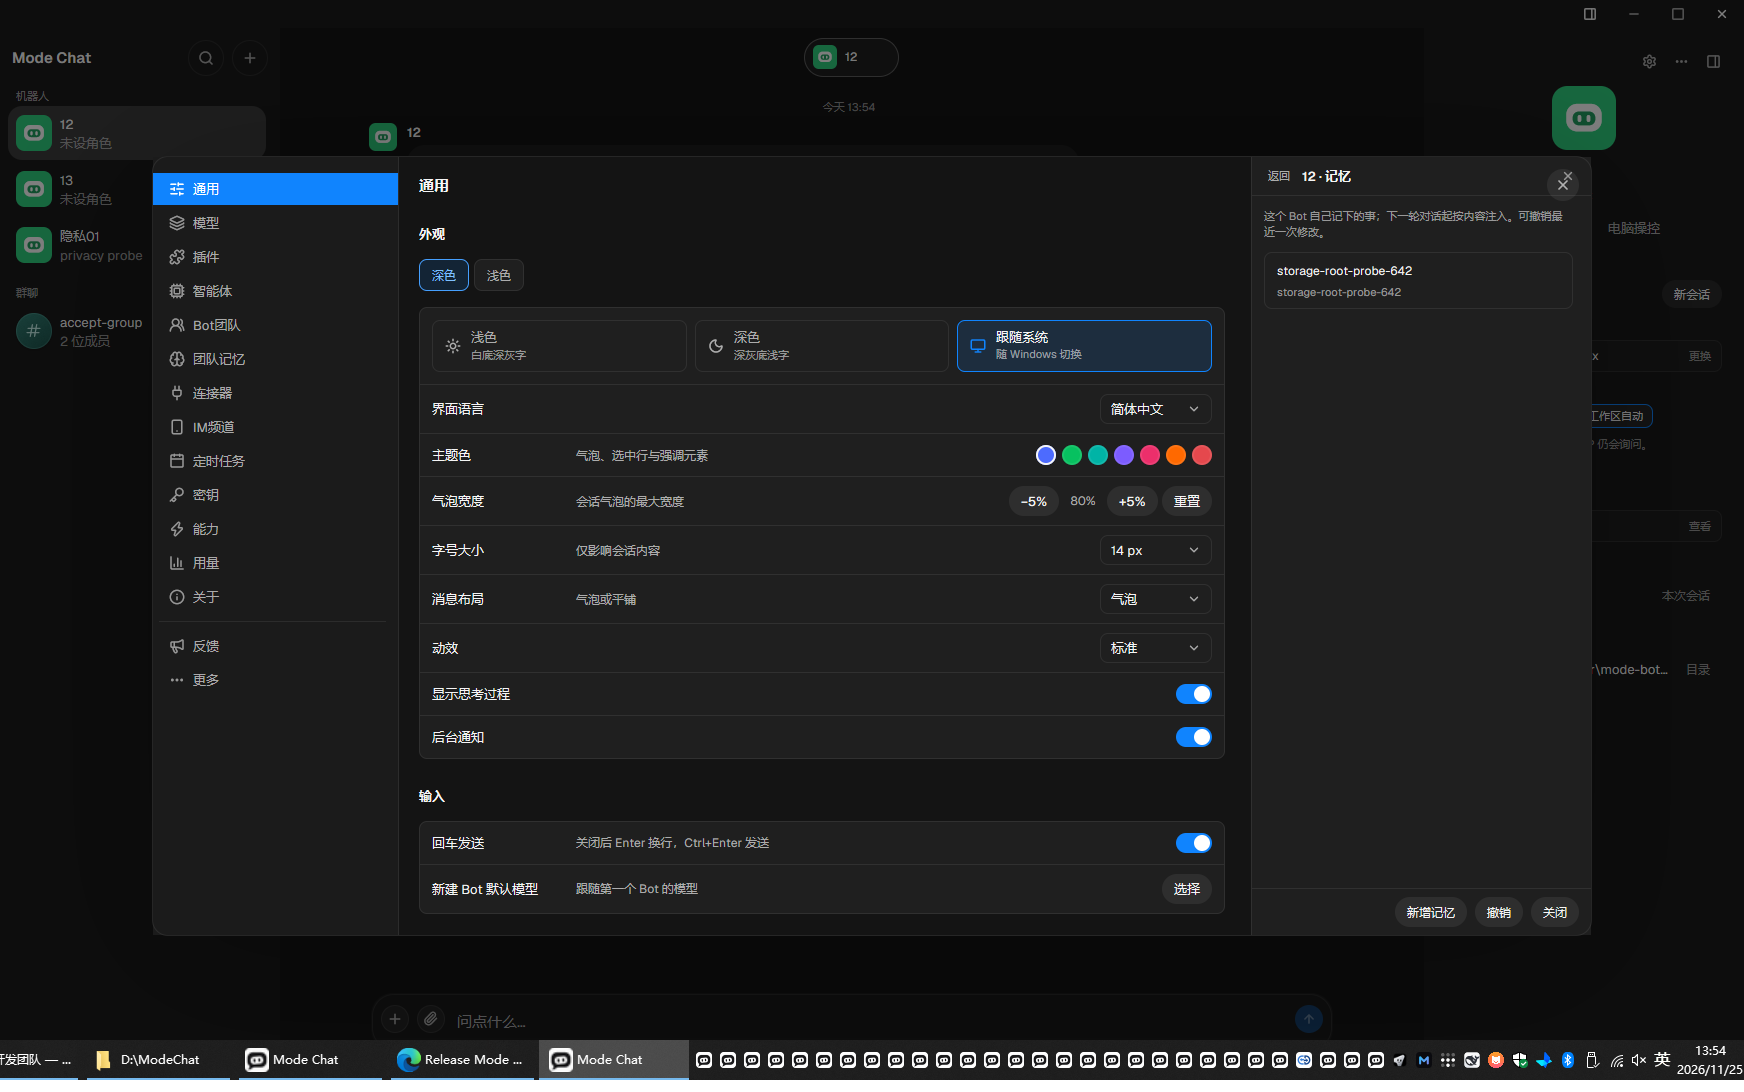 Mode Chat
机器人
12
未设角色
13
未设角色
隐私01
privacy probe
群聊
#
accept-group
2 位成员
12
今天 13:54
12
通用
模型
插件
智能体
Bot团队
团队记忆
连接器
IM频道
定时任务
密钥
能力
用量
关于
反馈
更多
通用
外观
深色
浅色
浅色
白底深灰字
深色
深灰底浅字
跟随系统
随 Windows 切换
界面语言
简体中文
主题色
气泡、选中行与强调元素
气泡宽度
会话气泡的最大宽度
−5%
80%
+5%
重置
字号大小
仅影响会话内容
14 px
消息布局
气泡或平铺
气泡
动效
标准
显示思考过程
后台通知
输入
回车发送
关闭后 Enter 换行，Ctrl+Enter 发送
新建 Bot 默认模型
跟随第一个 Bot 的模型
选择
返回
12 · 记忆
这个 Bot 自己记下的事；下一轮对话起按内容注入。可撤销最
近一次修改。
storage-root-probe-642
storage-root-probe-642
新增记忆
撤销
关闭
电脑操控
新会话
x
更换
工作区自动
仍会询问。
查看
本次会话
\mode-bot...
目录
问点什么...
开发团队 — ...
D:\ModeChat
Mode Chat
Release Mode ...
Mode Chat
英
13:54
2026/11/25